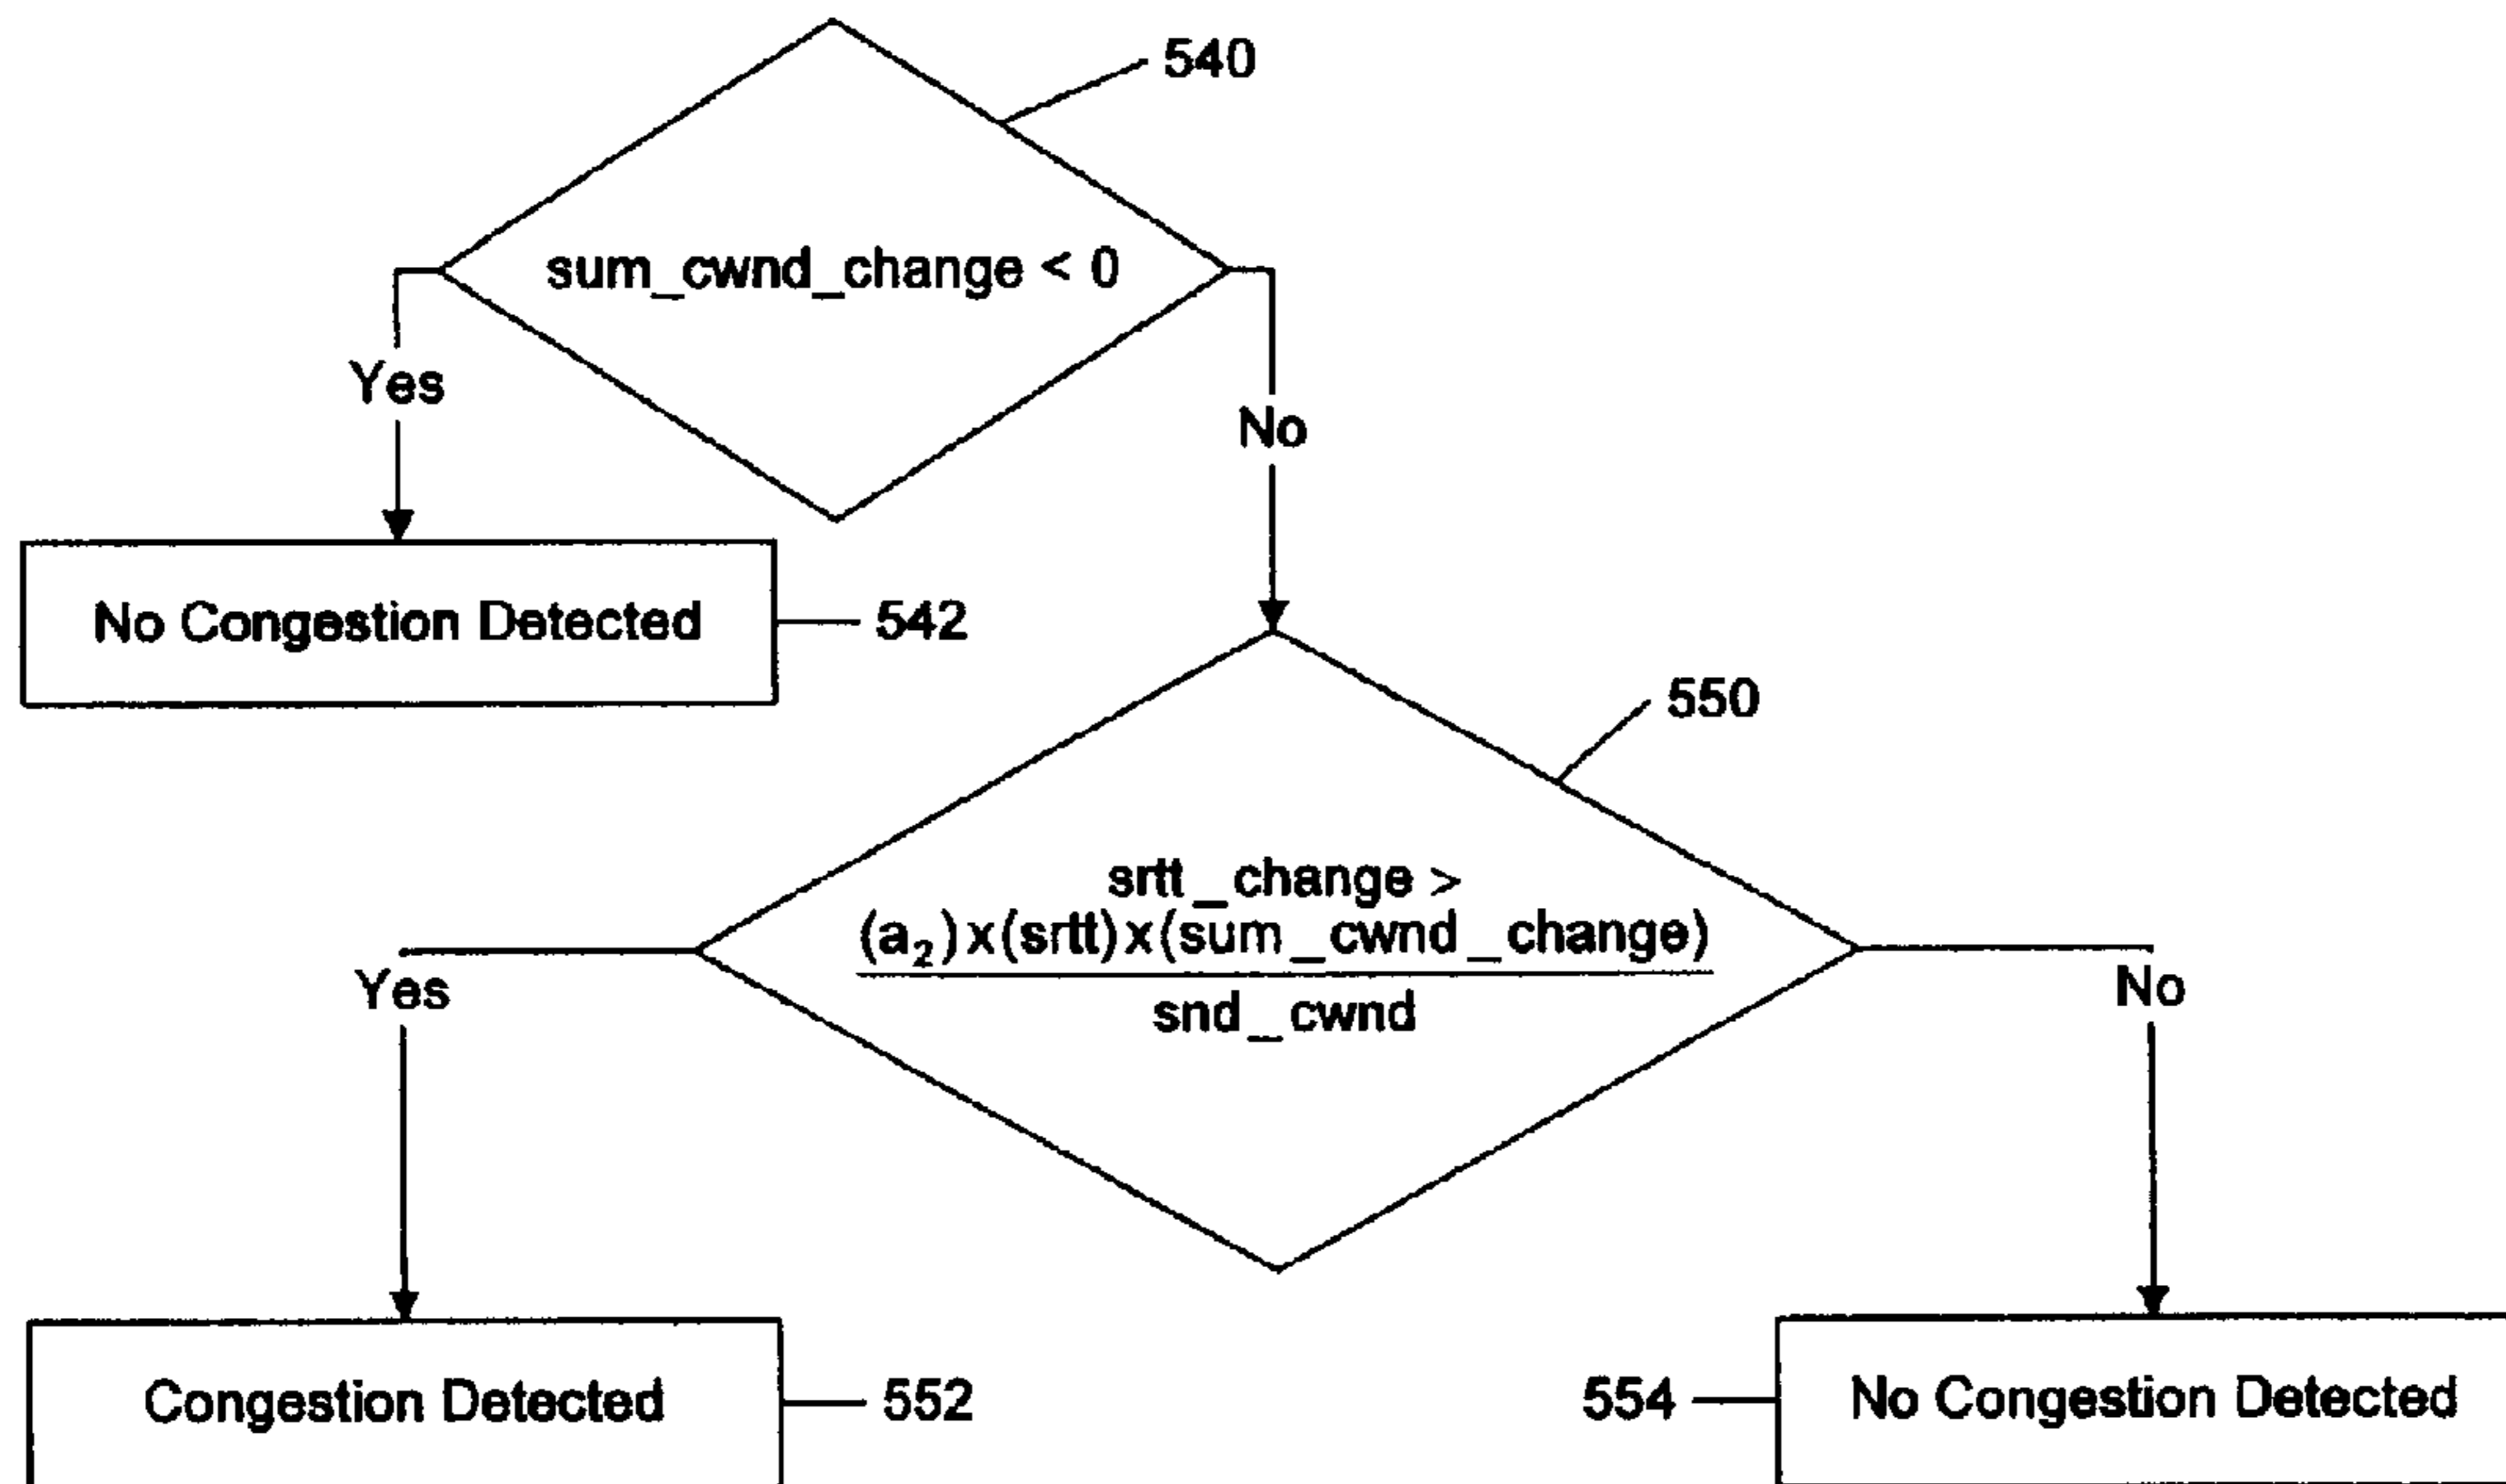 540
sum_cwnd_change < 0
Yes
No
No Congestion Detected
542
550
srtt_change >
(a₂)x(srtt)x(sum_cwnd_change)
snd_cwnd
Yes
No
Congestion Detected
552
554
No Congestion Detected